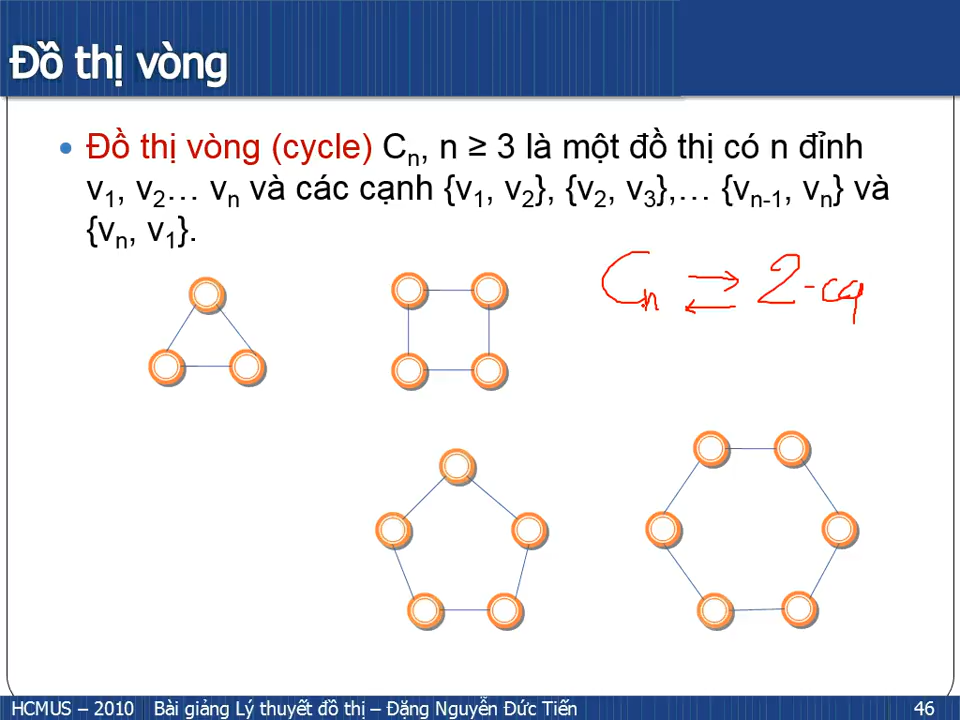 Đồ thị vòng
• Đồ thị vòng (cycle) Cₙ, n ≥ 3 là một đồ thị có n đỉnh
v₁, v₂… vₙ và các cạnh {v₁, v₂}, {v₂, v₃},… {vₙ₋₁, vₙ} và
{vₙ, v₁}.
Cₙ ⇄ 2-cq
HCMUS – 2010 Bài giảng Lý thuyết đồ thị – Đặng Nguyễn Đức Tiến 46